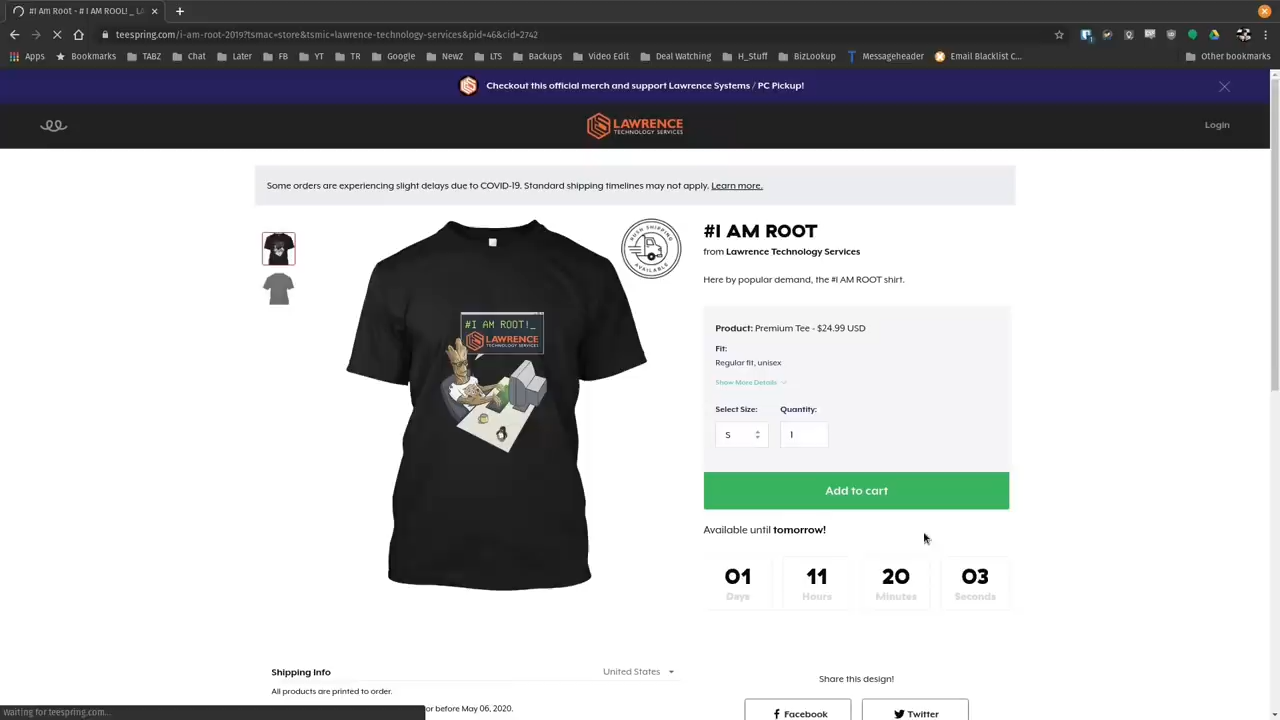 #I Am Root - # I AM ROOL! _ LA
teespring.com/i-am-root-2019?tsmac=store&tsmic=lawrence-technology-services&pid=46&cid=2742
Apps Bookmarks TABZ Chat Later FB YT TR Google NewZ LTS Backups Video Edit Deal Watching H_Stuff BizLookup Messageheader Email Blacklist C... Other bookmarks
Checkout this official merch and support Lawrence Systems / PC Pickup!
LAWRENCE
TECHNOLOGY SERVICES
Login
Some orders are experiencing slight delays due to COVID-19. Standard shipping timelines may not apply. Learn more.
RUSH SHIPPING
AVAILABLE
#I AM ROOT!_
LAWRENCE
TECHNOLOGY SERVICES
#I AM ROOT
from Lawrence Technology Services
Here by popular demand, the #I AM ROOT shirt.
Product: Premium Tee - $24.99 USD
Fit:
Regular fit, unisex
Show More Details
Select Size: Quantity:
S 1
Add to cart
Available until tomorrow!
01 11 20 03
Days Hours Minutes Seconds
Shipping Info United States
All products are printed to order.
or before May 06, 2020.
Share this design!
Facebook Twitter
Waiting for teespring.com...